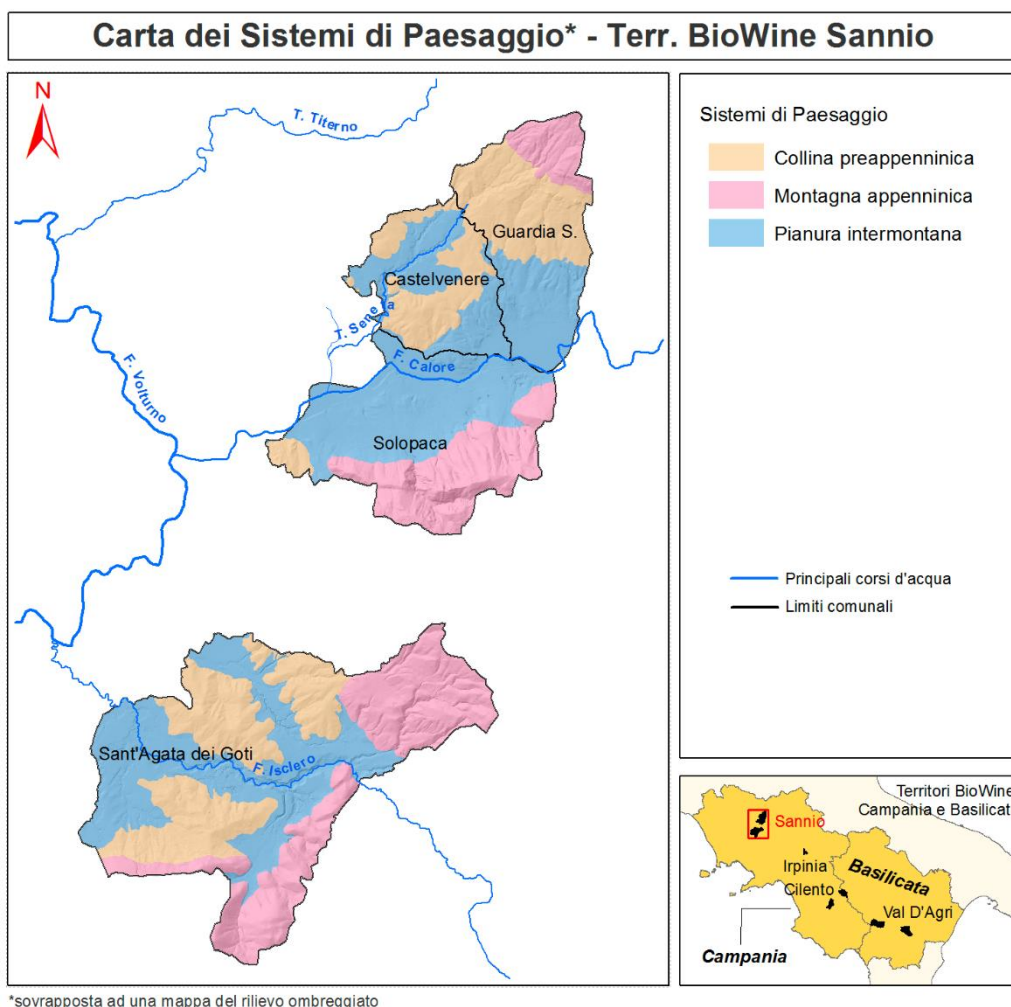 Carta dei Sistemi di Paesaggio* - Terr. BioWine Sannio
N
T. Titerno
Guardia S.
Castelvenere
T. Seneta
F. Calore
F. Volturno
Solopaca
Sant'Agata dei Goti
F. Isclero
Sistemi di Paesaggio
Collina preappenninica
Montagna appenninica
Pianura intermontana
Principali corsi d'acqua
Limiti comunali
Territori BioWine
Campania e Basilicat
Sannio
Irpinia
Cilento
Basilicata
Val D'Agri
Campania
*sovrapposta ad una mappa del rilievo ombreggiato